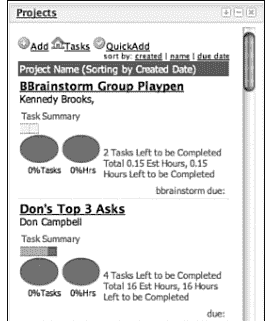 Projects
Add Tasks QuickAdd
sort by: created | name | due date
Project Name (Sorting by Created Date)
BBrainstorm Group Playpen
Kennedy Brooks,
Task Summary
2 Tasks Left to be Completed
Total 0.15 Est Hours, 0.15
Hours Left to be Completed
0%Tasks 0%Hrs
bbrainstorm due:
Don's Top 3 Asks
Don Campbell
Task Summary
4 Tasks Left to be Completed
Total 16 Est Hours, 16 Hours
Left to be Completed
0%Tasks 0%Hrs
due: